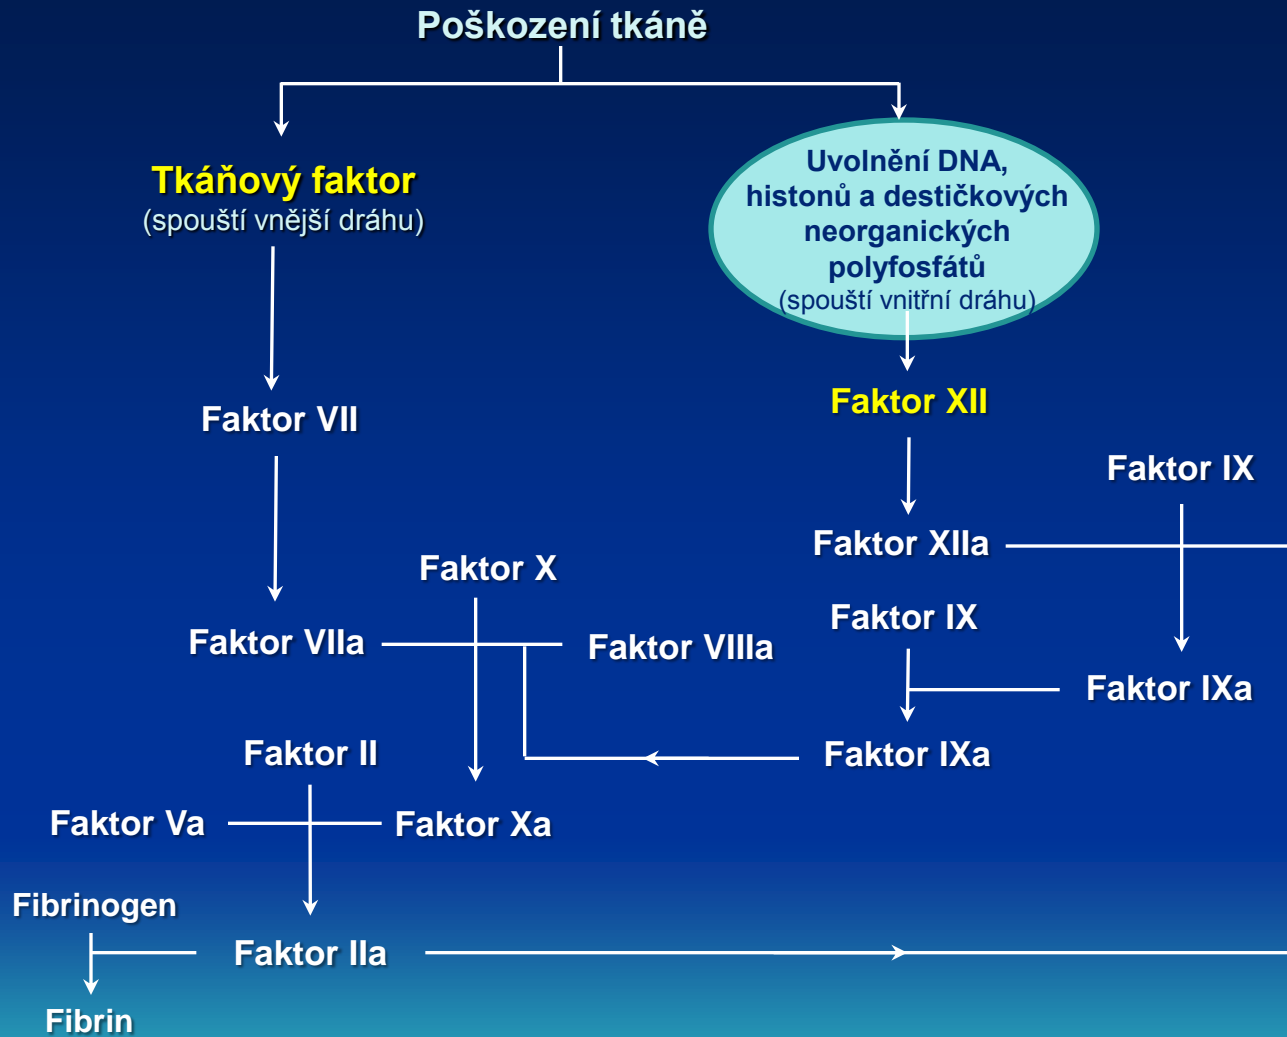 Poškození tkáně
Tkáňový faktor
(spouští vnější dráhu)
Uvolnění DNA,
histonů a destičkových
neorganických
polyfosfátů
(spouští vnitřní dráhu)
Faktor VII
Faktor XII
Faktor IX
Faktor XIIa
Faktor X
Faktor IX
Faktor VIIa
Faktor VIIIa
Faktor IXa
Faktor II
Faktor IXa
Faktor Va
Faktor Xa
Fibrinogen
Faktor IIa
Fibrin